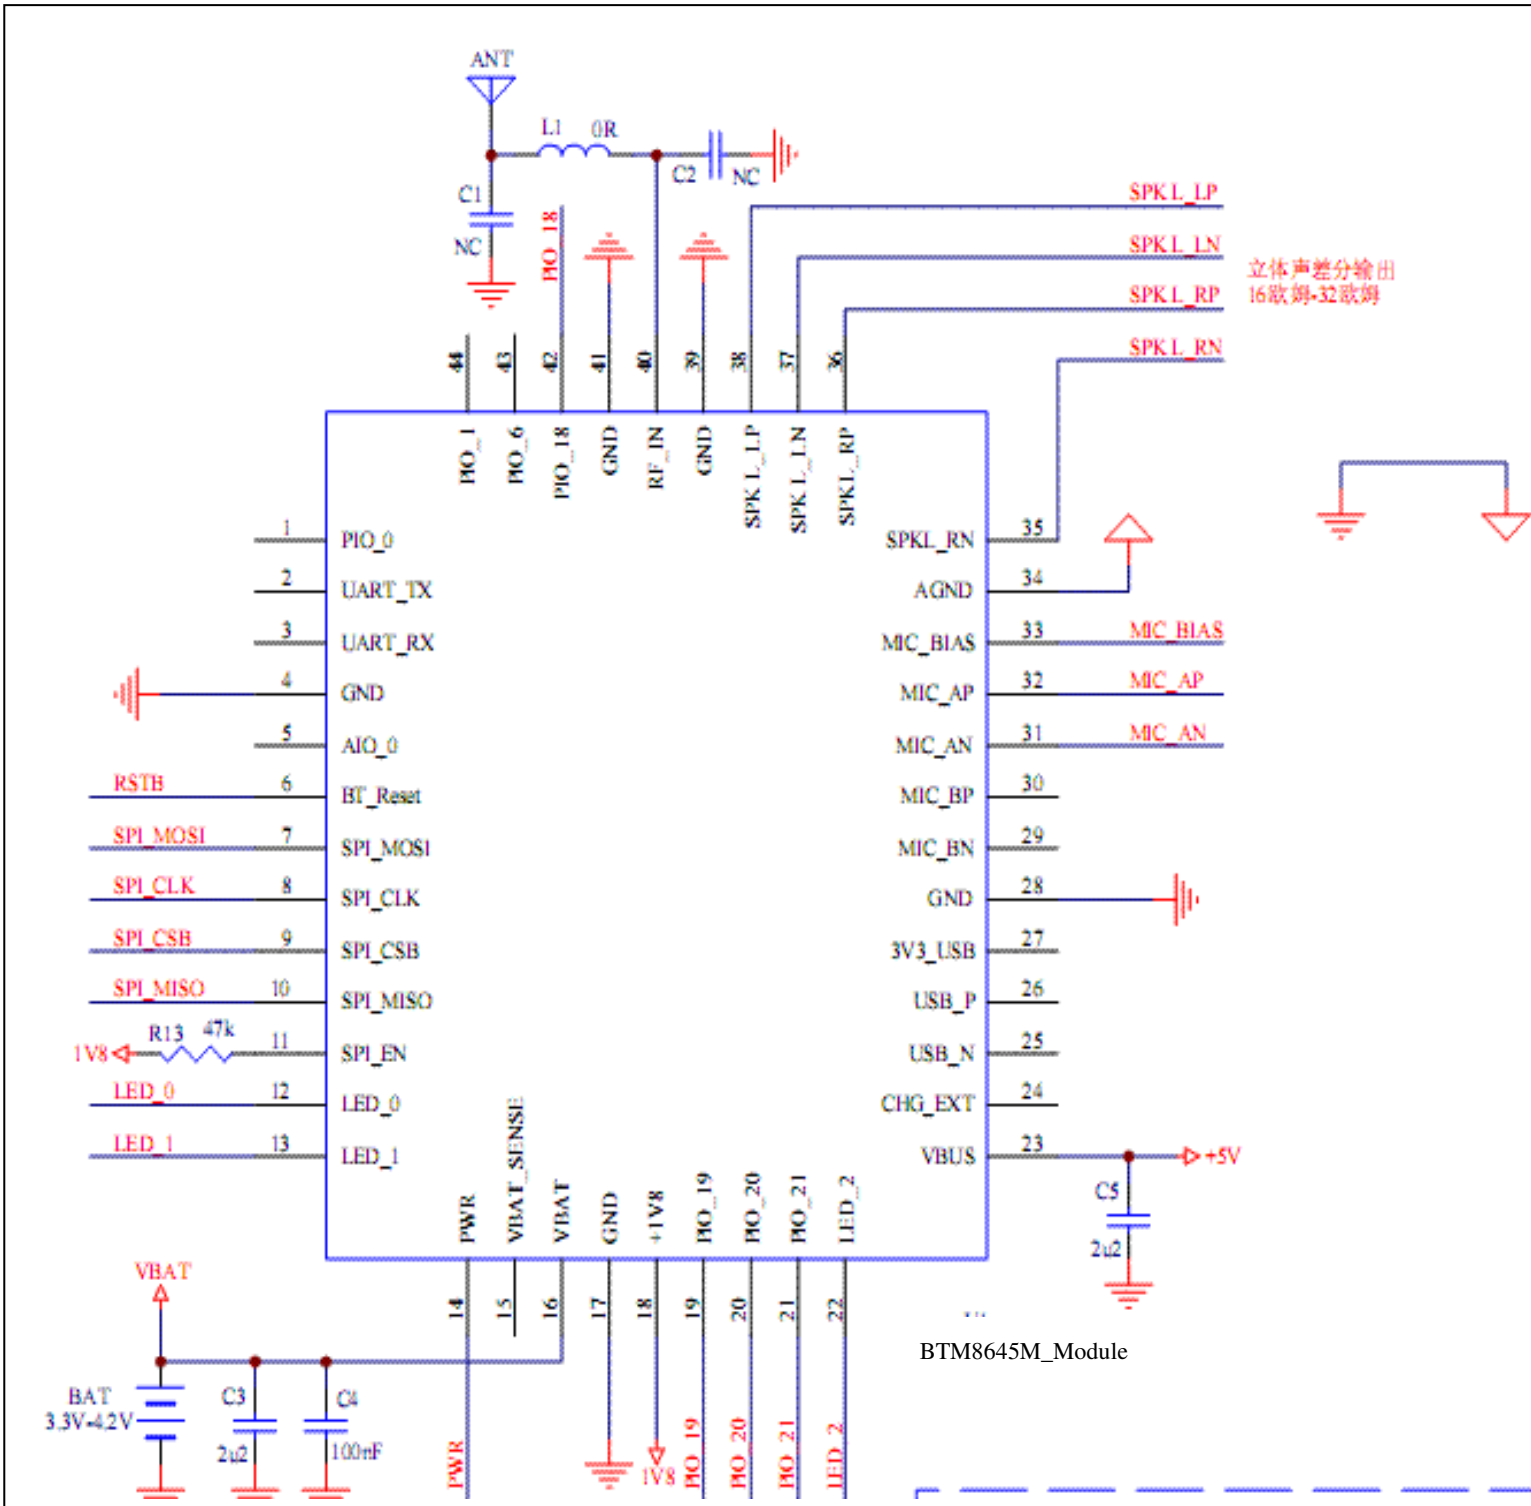 ANT
L1 0R
C2 NC
C1
NC
PIO_18
SPKL_LP
SPKL_LN
SPKL_RP
SPKL_RN
立体声差分输出
16欧姆-32欧姆
44 43 42 41 40 39 38 37 36
PIO_1 PIO_6 PIO_18 GND RF_IN GND SPKL_LP SPKL_LN SPKL_RP
1 PIO_0
2 UART_TX
3 UART_RX
4 GND
5 AIO_0
RSTB 6 BT_Reset
SPI_MOSI 7 SPI_MOSI
SPI_CLK 8 SPI_CLK
SPI_CSB 9 SPI_CSB
SPI_MISO 10 SPI_MISO
1V8 R13 47k 11 SPI_EN
LED_0 12 LED_0
LED_1 13 LED_1
SPKL_RN 35
AGND 34
MIC_BIAS 33 MIC_BIAS
MIC_AP 32 MIC_AP
MIC_AN 31 MIC_AN
MIC_BP 30
MIC_BN 29
GND 28
3V3_USB 27
USB_P 26
USB_N 25
CHG_EXT 24
VBUS 23 +5V
C5
2u2
PWR VBAT_SENSE VBAT GND +1V8 PIO_19 PIO_20 PIO_21 LED_2
14 15 16 17 18 19 20 21 22
BTM8645M_Module
VBAT
BAT
3.3V-4.2V
C3
2u2
C4
100nF
PWR
1V8
PIO_19
PIO_20
PIO_21
LED_2